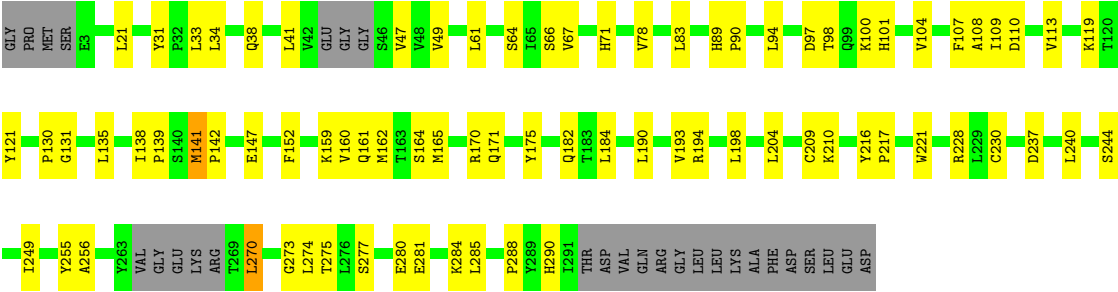 GLY PRO MET SER E3 L21 Y31 P32 L33 L34 Q38 L41 V42 GLU GLY GLY S46 V47 V48 V49 L61 S64 I65 S66 V67 H71 V78 L83 H89 P90 L94 D97 T98 Q99 K100 H101 V104 F107 A108 I109 D110 V113 K119 T120
Y121 P130 G131 L135 I138 P139 S140 M141 P142 E147 F152 K159 V160 Q161 M162 T163 S164 M165 R170 Q171 Y175 Q182 T183 L184 L190 V193 R194 L198 L204 C209 K210 Y216 P217 W221 R228 L229 C230 D237 L240 S244
I249 Y255 A256 Y263 VAL GLY GLU LYS ARG T269 L270 G273 L274 T275 L276 S277 E280 E281 K284 L285 P288 Y289 H290 I291 THR ASP VAL GLN ARG GLY LEU LEU LYS ALA PHE ASP ASP SER LEU GLU ASP